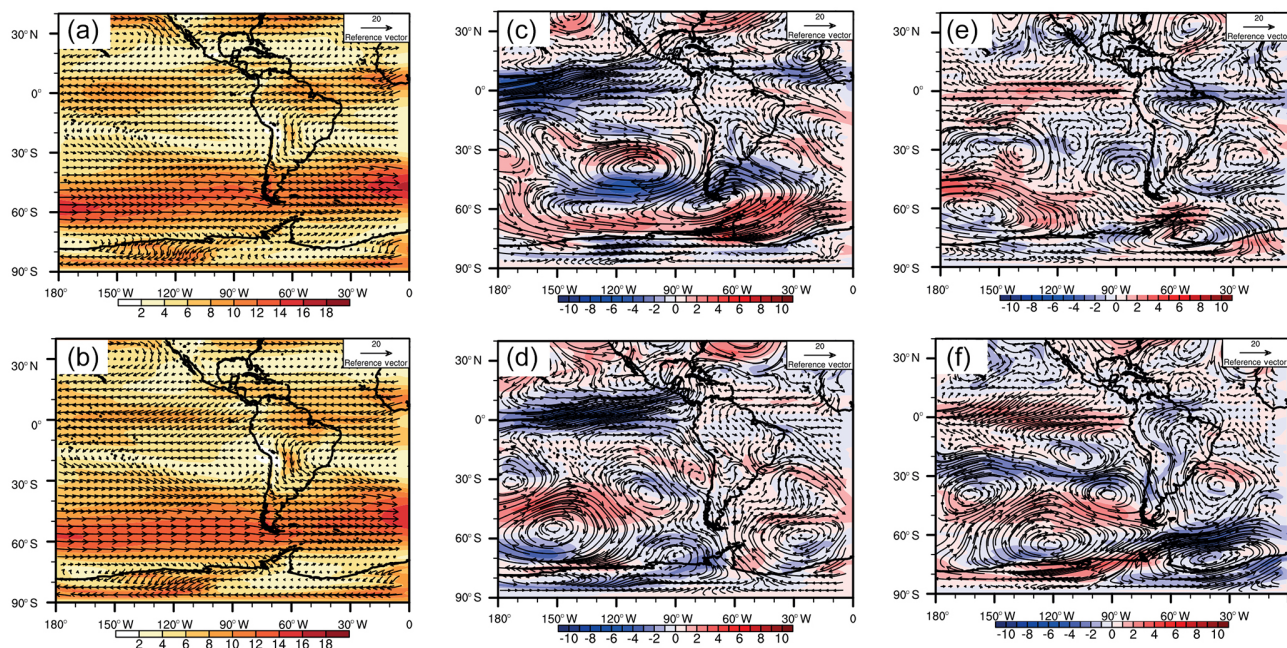 (a)
20
Reference vector
30°N
0°
30°S
60°S
90°S
180° 150°W 120°W 90°W 60°W 30°W 0
2 4 6 8 10 12 14 16 18
(c)
20
Reference vector
30°N
0°
30°S
60°S
90°S
180° 150°W 120°W 90°W 60°W 30°W 0
-10 -8 -6 -4 -2 0 2 4 6 8 10
(e)
20
Reference vector
30°N
0°
30°S
60°S
90°S
180° 150°W 120°W 90°W 60°W 30°W
-10 -8 -6 -4 -2 0 2 4 6 8 10
(b)
20
Reference vector
30°N
0°
30°S
60°S
90°S
180° 150°W 120°W 90°W 60°W 30°W 0
2 4 6 8 10 12 14 16 18
(d)
20
Reference vector
30°N
0°
30°S
60°S
90°S
180° 150°W 120°W 90°W 60°W 30°W 0
-10 -8 -6 -4 -2 0 2 4 6 8 10
(f)
20
Reference vector
30°N
0°
30°S
60°S
90°S
180° 150°W 120°W 90°W 60°W 30°W
-10 -8 -6 -4 -2 0 2 4 6 8 10